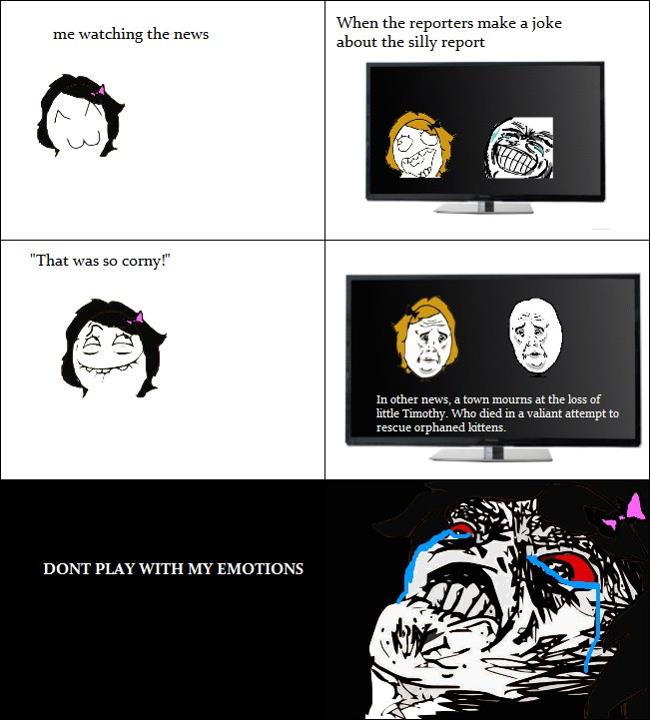 me watching the news
When the reporters make a joke
about the silly report
"That was so corny!"
In other news, a town mourns at the loss of
little Timothy. Who died in a valiant attempt to
rescue orphaned kittens.
DONT PLAY WITH MY EMOTIONS